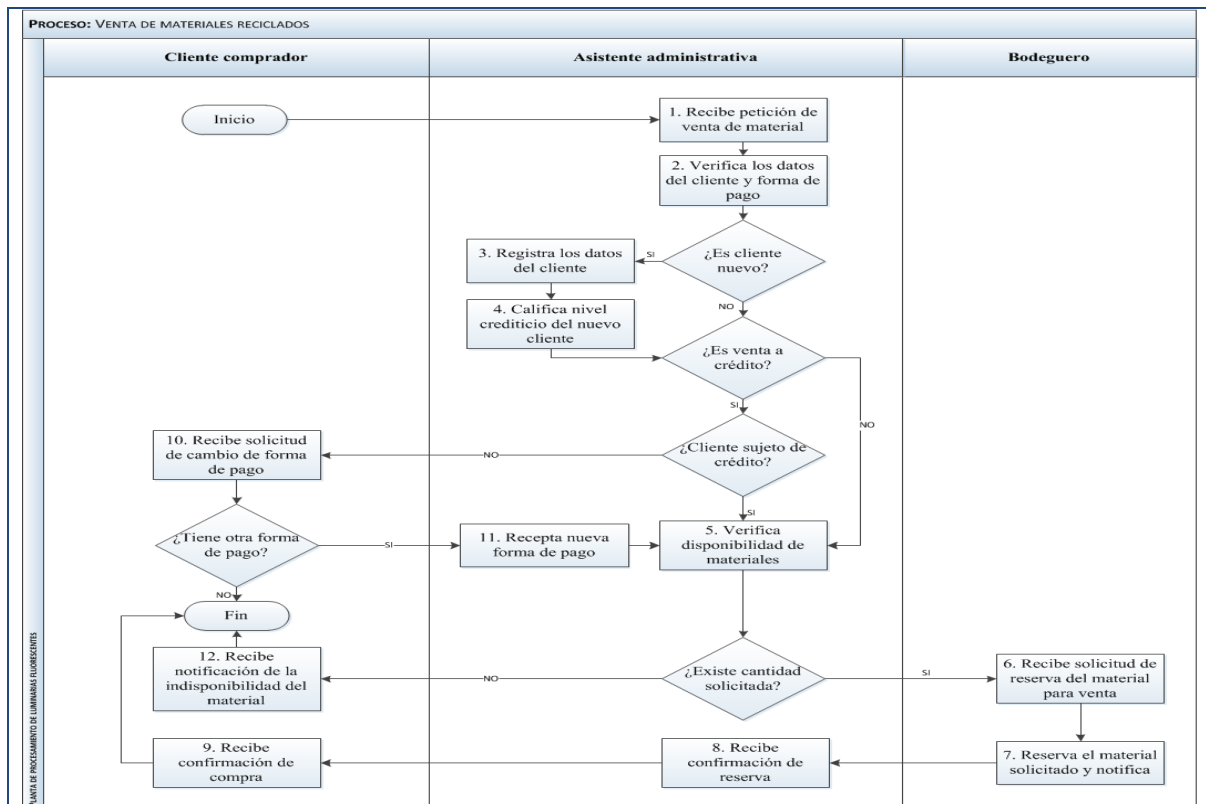 PROCESO: VENTA DE MATERIALES RECICLADOS
Cliente comprador
Asistente administrativa
Bodeguero
Inicio
1. Recibe petición de
venta de material
2. Verifica los datos
del cliente y forma de
pago
¿Es cliente
nuevo?
SI
NO
3. Registra los datos
del cliente
4. Califica nivel
crediticio del nuevo
cliente
¿Es venta a
crédito?
SI
NO
¿Cliente sujeto de
crédito?
NO
SI
10. Recibe solicitud
de cambio de forma
de pago
¿Tiene otra forma
de pago?
SI
NO
11. Recepta nueva
forma de pago
5. Verifica
disponibilidad de
materiales
Fin
12. Recibe
notificación de la
indisponibilidad del
material
NO
¿Existe cantidad
solicitada?
SI
6. Recibe solicitud de
reserva del material
para venta
9. Recibe
confirmación de
compra
8. Recibe
confirmación de
reserva
7. Reserva el material
solicitado y notifica
PLANTA DE PROCESAMIENTO DE LUMINARIAS FLUORESCENTES